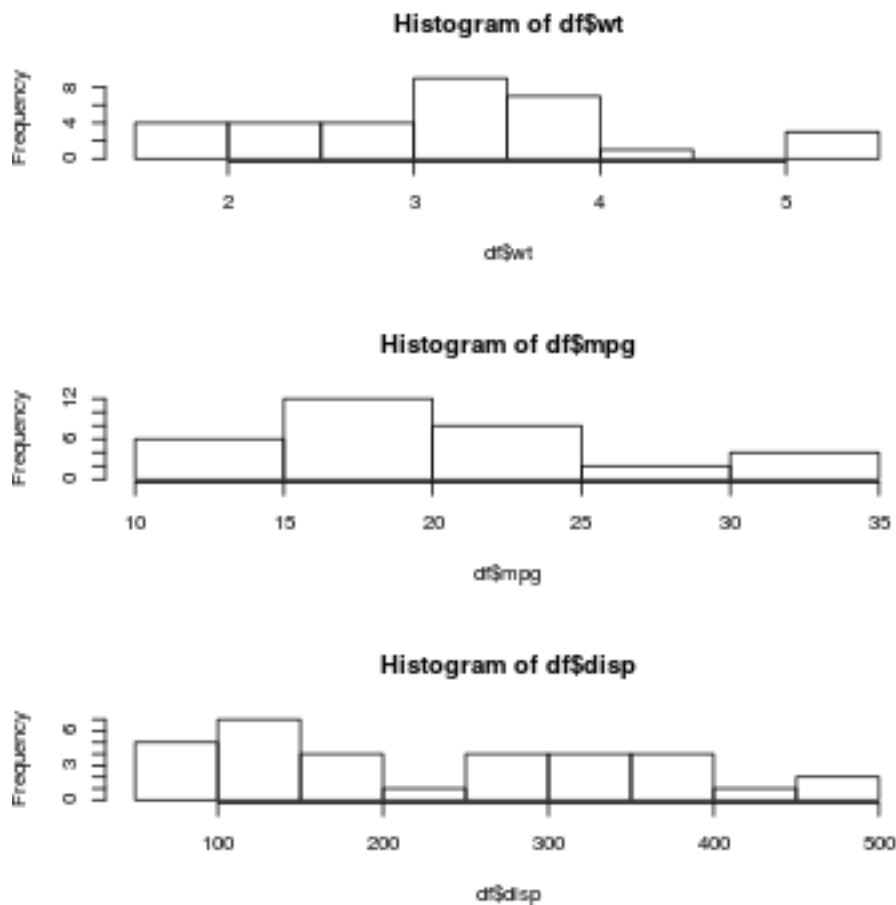 Histogram of df$wt
Frequency
0 4 8
2 3 4 5
df$wt
Histogram of df$mpg
Frequency
0 6 12
10 15 20 25 30 35
df$mpg
Histogram of df$disp
Frequency
0 3 6
100 200 300 400 500
df$disp